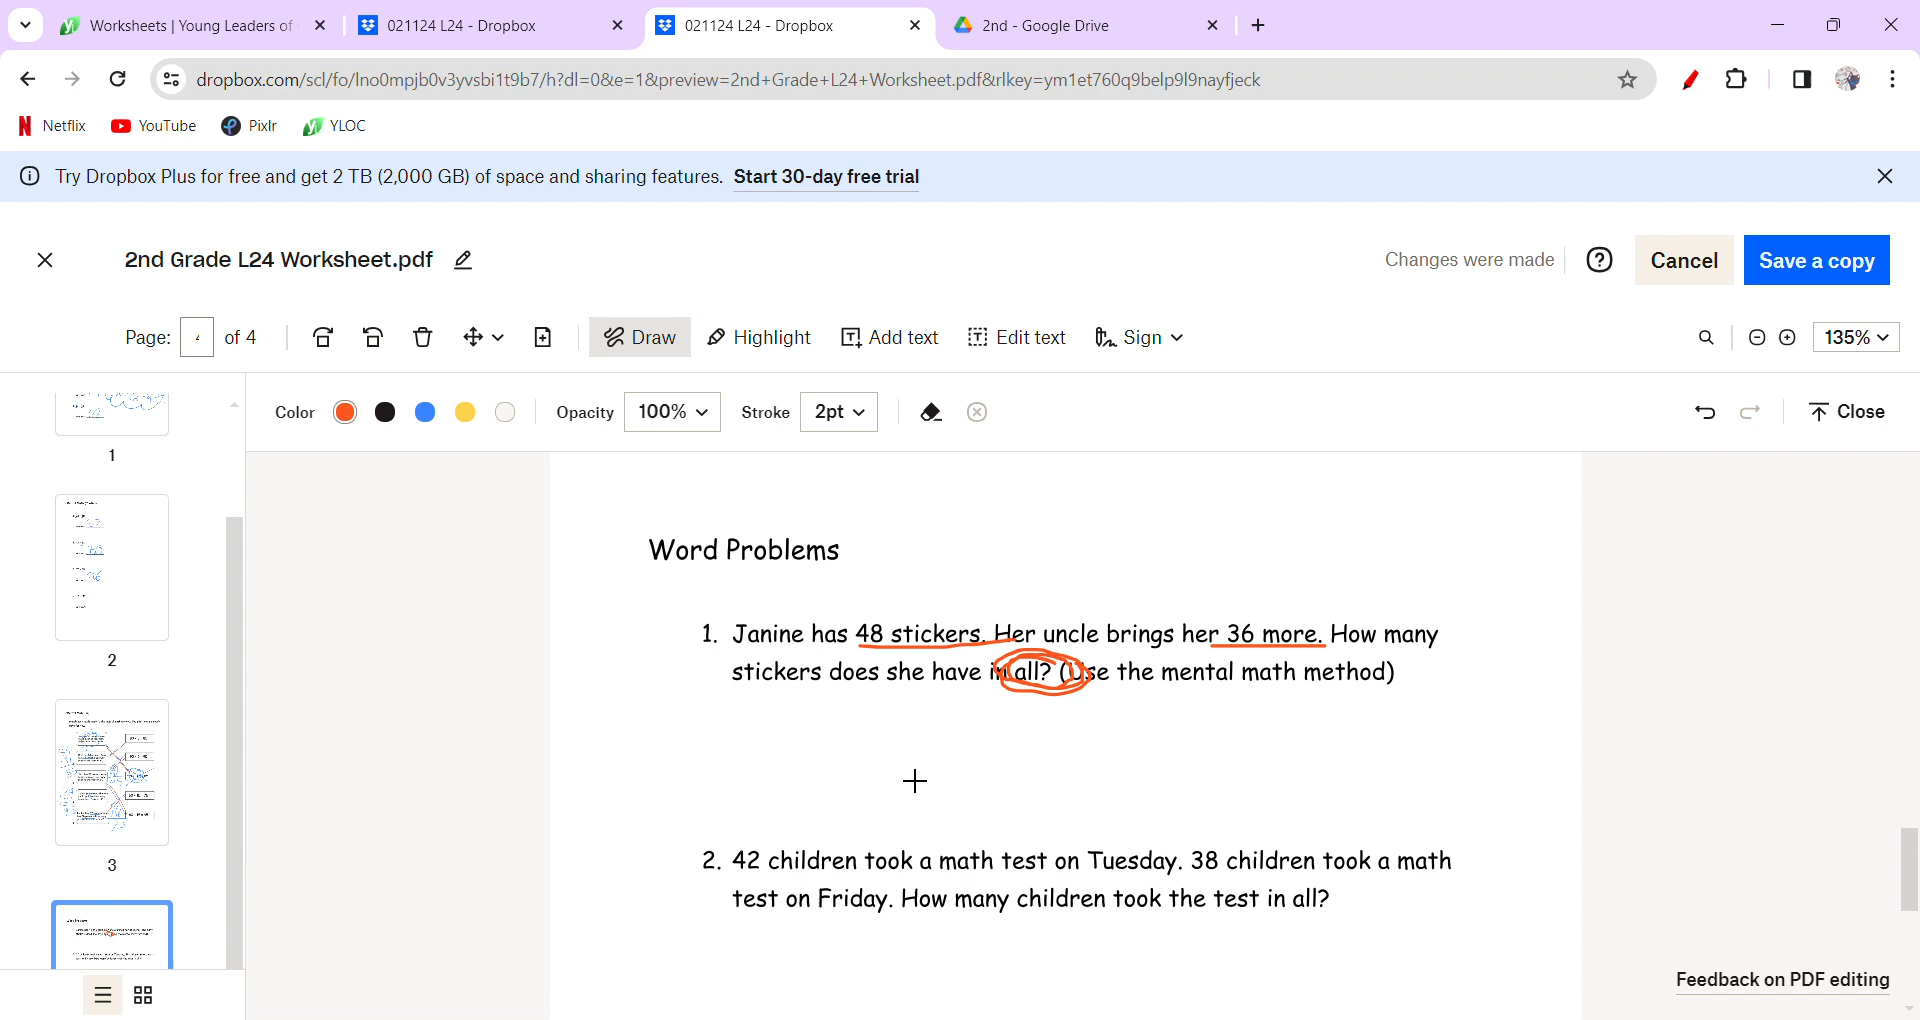 Worksheets | Young Leaders of
021124 L24 - Dropbox
021124 L24 - Dropbox
2nd - Google Drive
dropbox.com/scl/fo/lno0mpjb0v3yvsbi1t9b7/h?dl=0&e=1&preview=2nd+Grade+L24+Worksheet.pdf&rlkey=ym1et760q9belp9l9nayfjeck
Netflix
YouTube
Pixlr
YLOC
Try Dropbox Plus for free and get 2 TB (2,000 GB) of space and sharing features. Start 30-day free trial
2nd Grade L24 Worksheet.pdf
Changes were made
Cancel
Save a copy
Page: of 4
Draw
Highlight
Add text
Edit text
Sign
135%
Color
Opacity 100%
Stroke 2pt
Close
1
2
3
Word Problems
1. Janine has 48 stickers. Her uncle brings her 36 more. How many
stickers does she have in all? (Use the mental math method)
2. 42 children took a math test on Tuesday. 38 children took a math
test on Friday. How many children took the test in all?
Feedback on PDF editing